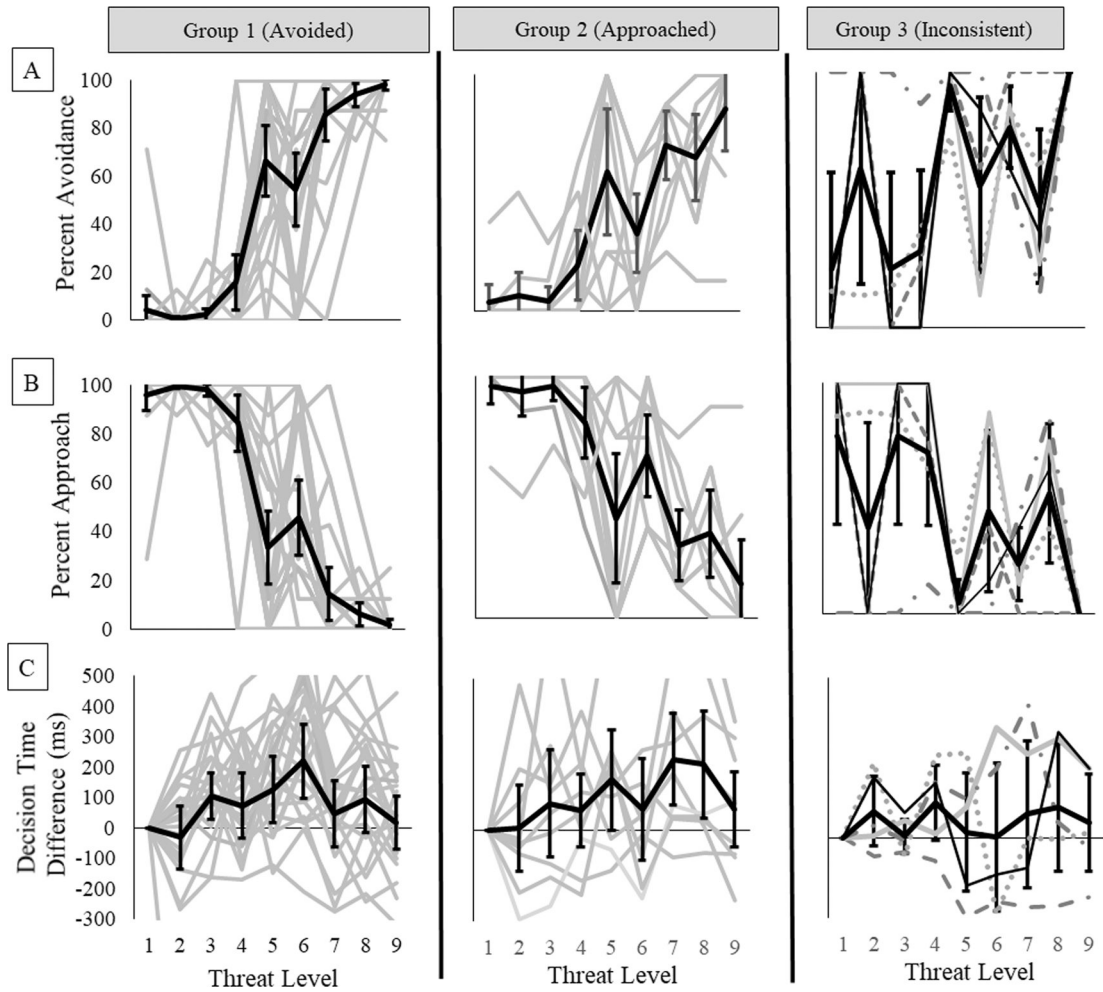 Group 1 (Avoided)
Group 2 (Approached)
Group 3 (Inconsistent)
A
Percent Avoidance
100
80
60
40
20
0
B
Percent Approach
100
80
60
40
20
0
C
Decision Time
Difference (ms)
500
400
300
200
100
0
-100
-200
-300
1 2 3 4 5 6 7 8 9
1 2 3 4 5 6 7 8 9
1 2 3 4 5 6 7 8 9
Threat Level
Threat Level
Threat Level